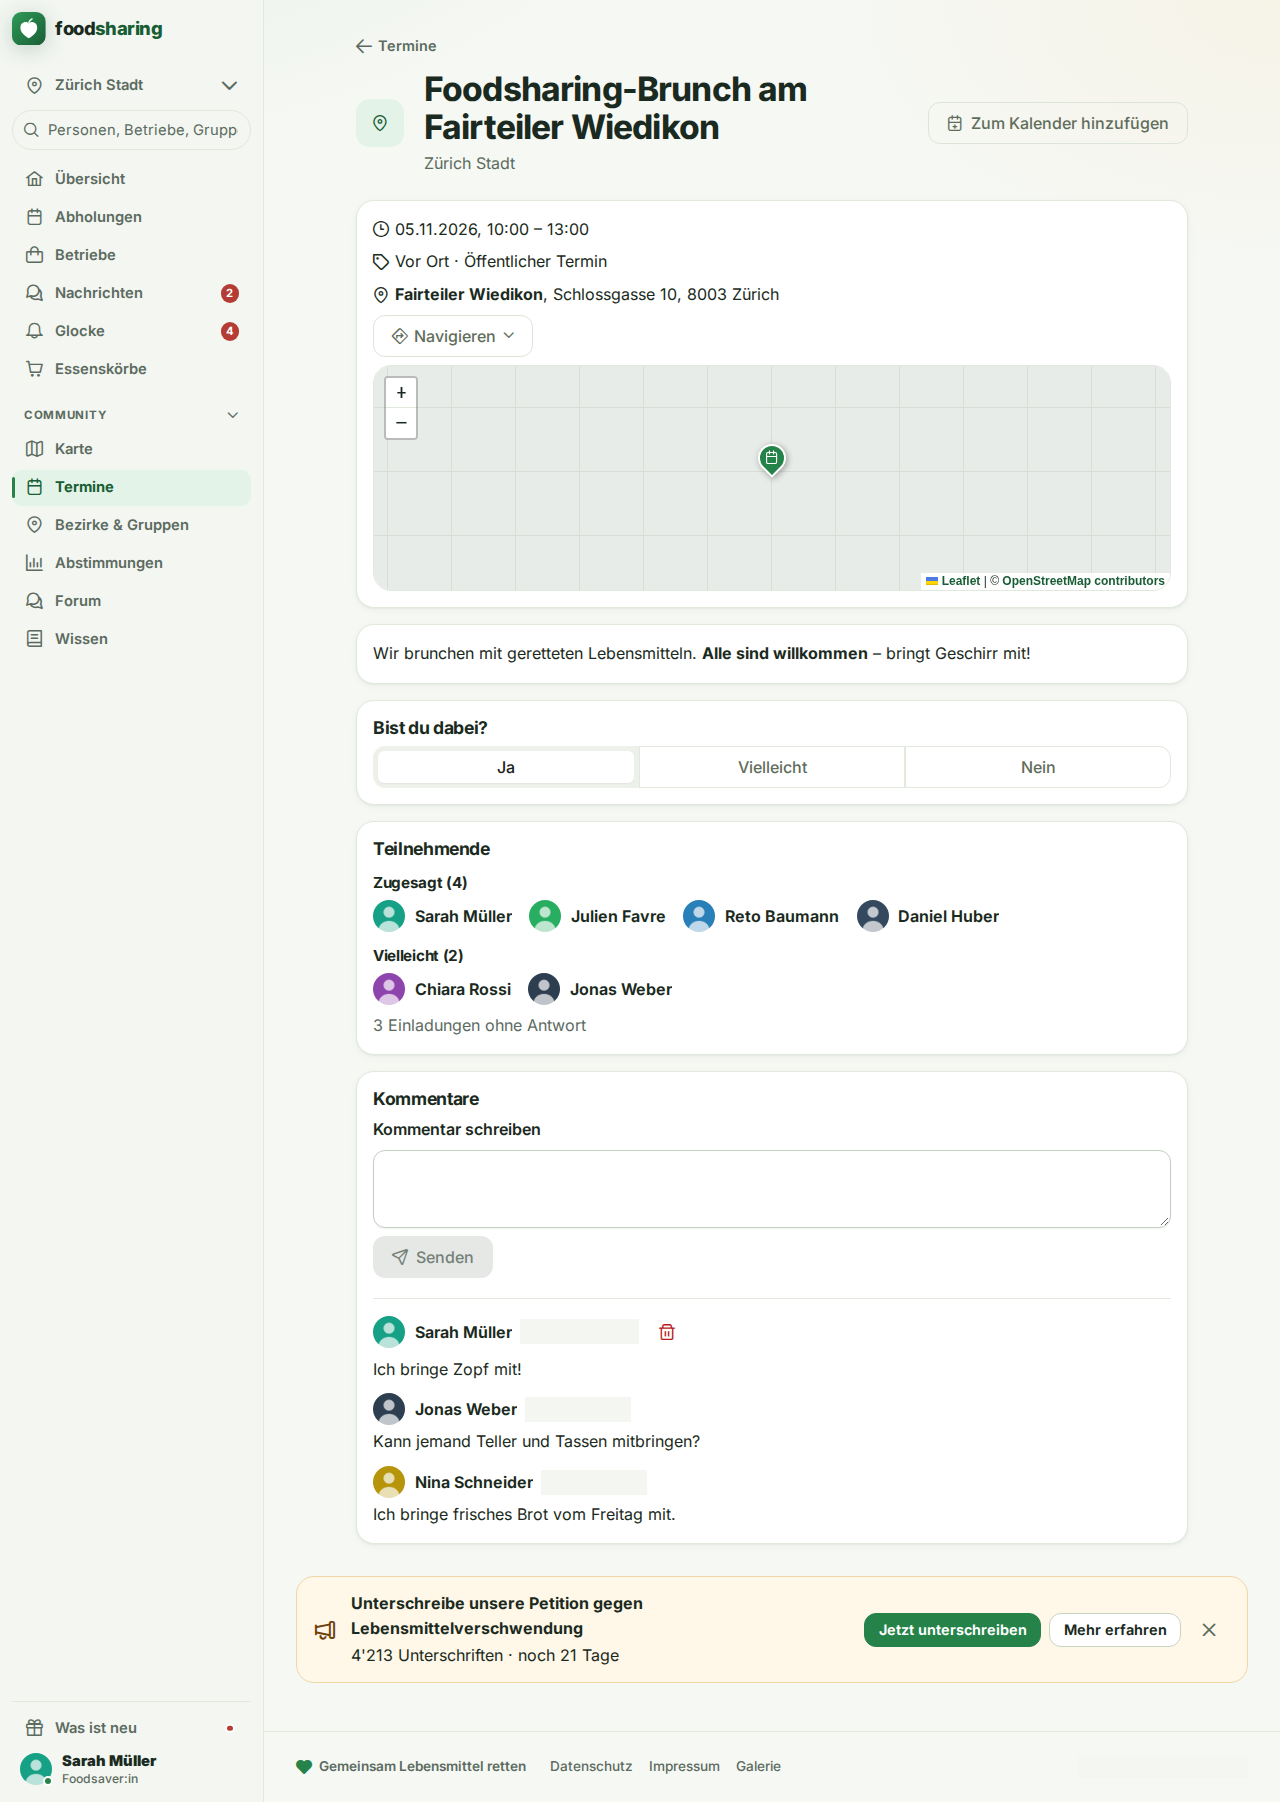 foodsharing
Zürich Stadt
Personen, Betriebe, Grupp
Übersicht
Abholungen
Betriebe
Nachrichten 2
Glocke 4
Essenskörbe
COMMUNITY
Karte
Termine
Bezirke & Gruppen
Abstimmungen
Forum
Wissen
Was ist neu
Sarah Müller
Foodsaver:in
Termine
Foodsharing-Brunch am
Fairteiler Wiedikon
Zürich Stadt
Zum Kalender hinzufügen
05.11.2026, 10:00 – 13:00
Vor Ort · Öffentlicher Termin
Fairteiler Wiedikon, Schlossgasse 10, 8003 Zürich
Navigieren
+
−
Leaflet | © OpenStreetMap contributors
Wir brunchen mit geretteten Lebensmitteln. Alle sind willkommen – bringt Geschirr mit!
Bist du dabei?
Ja Vielleicht Nein
Teilnehmende
Zugesagt (4)
Sarah Müller Julien Favre Reto Baumann Daniel Huber
Vielleicht (2)
Chiara Rossi Jonas Weber
3 Einladungen ohne Antwort
Kommentare
Kommentar schreiben
Senden
Sarah Müller
Ich bringe Zopf mit!
Jonas Weber
Kann jemand Teller und Tassen mitbringen?
Nina Schneider
Ich bringe frisches Brot vom Freitag mit.
Unterschreibe unsere Petition gegen
Lebensmittelverschwendung
4'213 Unterschriften · noch 21 Tage
Jetzt unterschreiben Mehr erfahren
Gemeinsam Lebensmittel retten Datenschutz Impressum Galerie